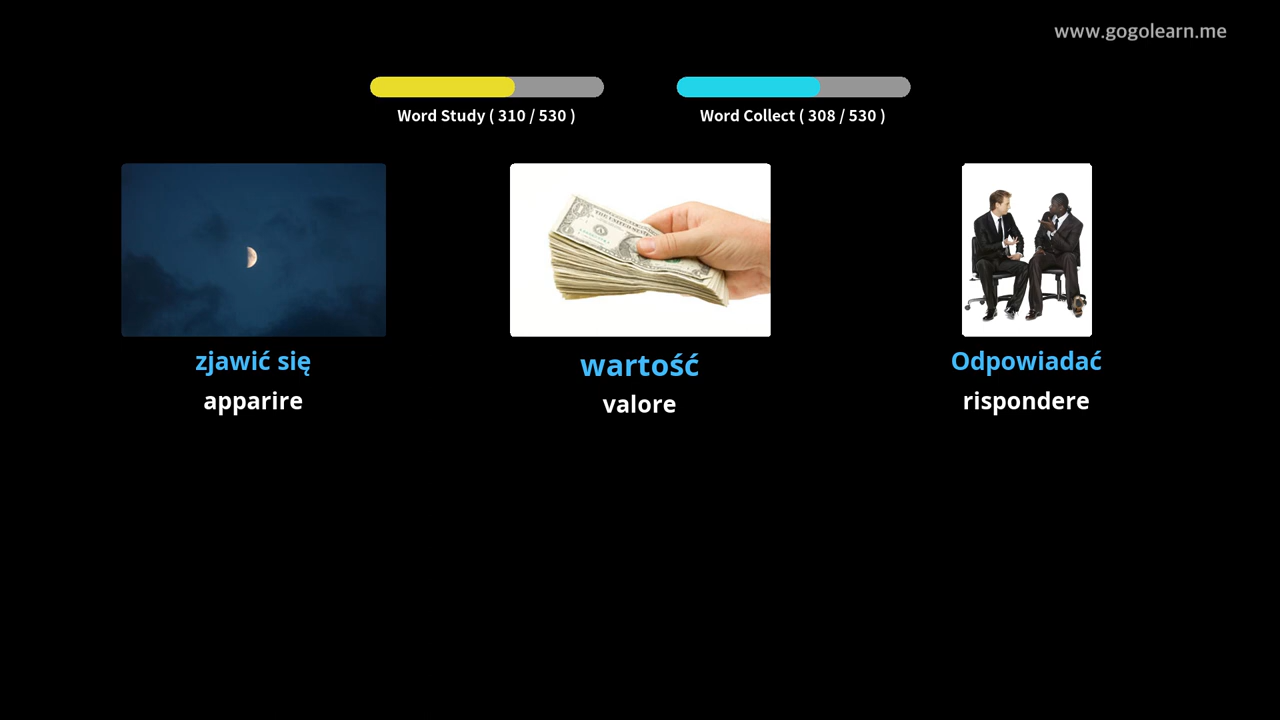 www.gogolearn.me
Word Study ( 310 / 530 )
Word Collect ( 308 / 530 )
zjawić się
apparire
wartość
valore
Odpowiadać
rispondere